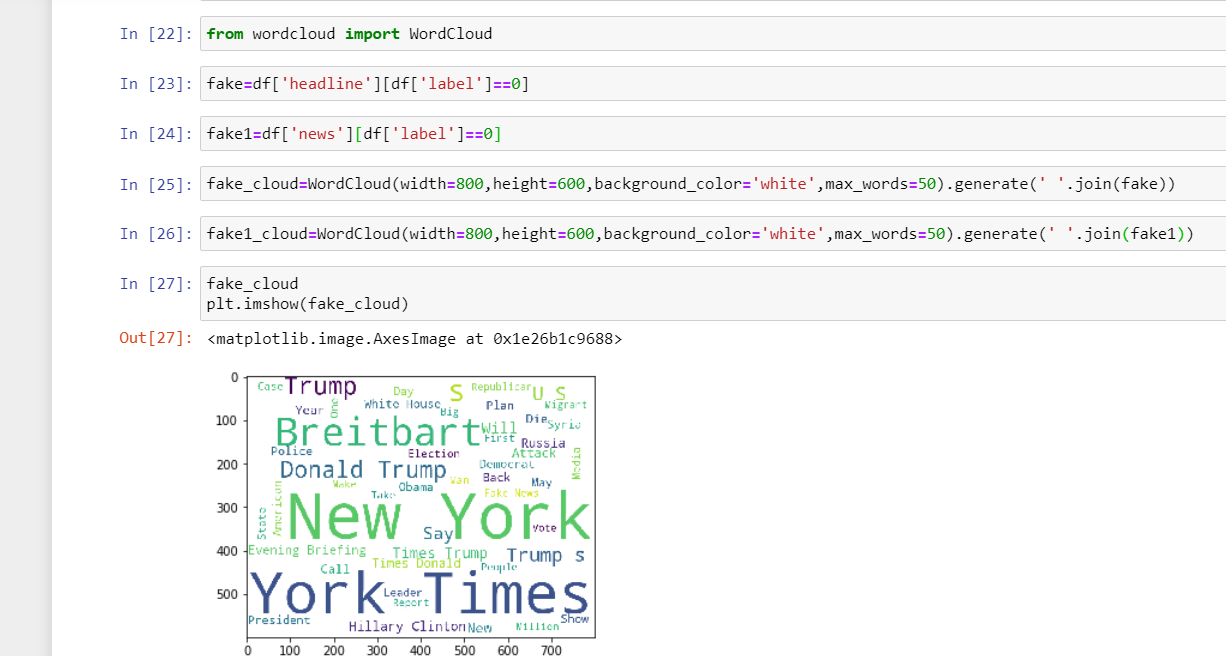 In [22]: from wordcloud import WordCloud
In [23]: fake=df['headline'][df['label']==0]
In [24]: fake1=df['news'][df['label']==0]
In [25]: fake_cloud=WordCloud(width=800,height=600,background_color='white',max_words=50).generate(' '.join(fake))
In [26]: fake1_cloud=WordCloud(width=800,height=600,background_color='white',max_words=50).generate(' '.join(fake1))
In [27]: fake_cloud
plt.imshow(fake_cloud)
Out[27]: <matplotlib.image.AxesImage at 0x1e26b1c9688>
0
Case Trump Day S Republican U S
Year One White House Big Plan Migrant
100
Breitbart Will Die Syria
First Russia
Police Election Attack Media
200
Donald Trump Democrat
Make Obama Van Back May
Take Fake News
300
State American New York
Say Vote
400
Evening Briefing Times Trump Trump s
Call Times Donald People
500
York Times
Leader
Report
President Show
Hillary Clinton New Million
0 100 200 300 400 500 600 700